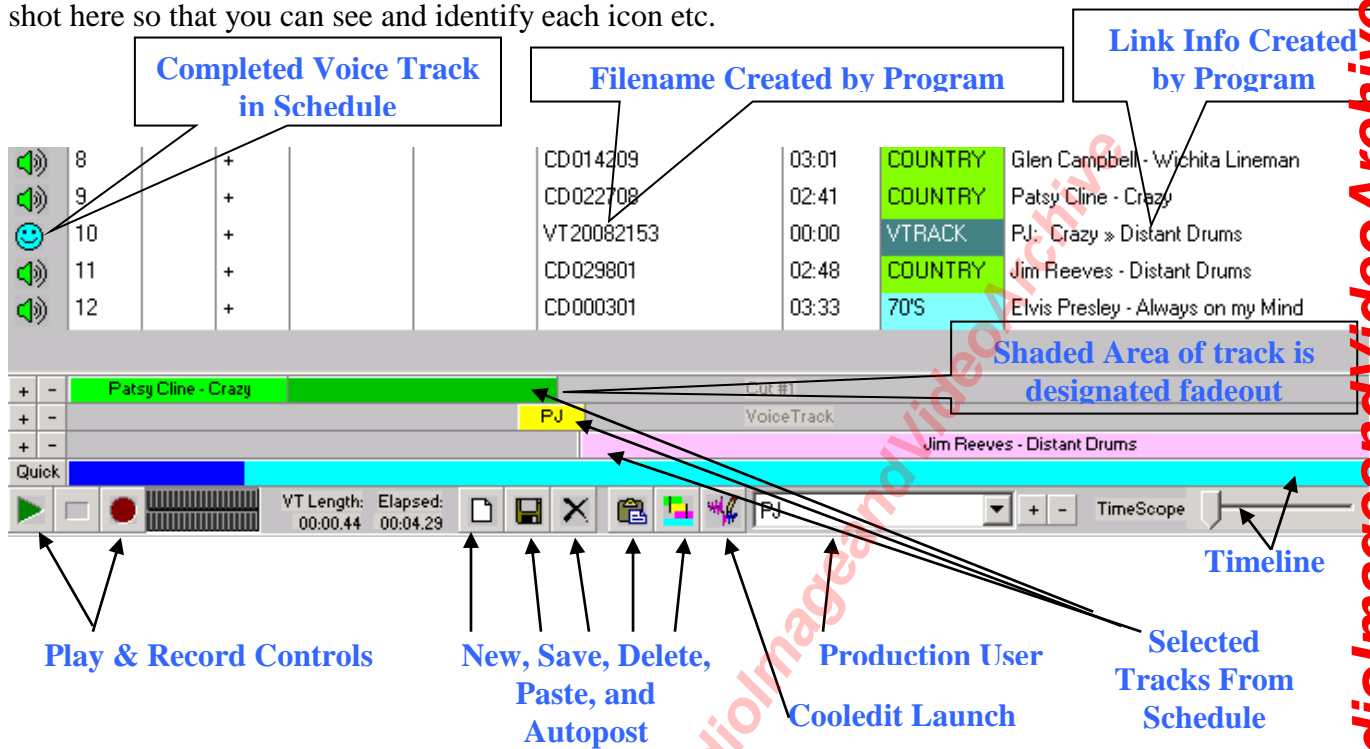 shot here so that you can see and identify each icon etc.
Completed Voice Track
in Schedule
Filename Created by Program
Link Info Created
by Program
8 + CD014209 03:01 COUNTRY Glen Campbell - Wichita Lineman
9 + CD022708 02:41 COUNTRY Patsy Cline - Crazy
10 + VT20082153 00:00 VTRACK PJ: Crazy » Distant Drums
11 + CD029801 02:48 COUNTRY Jim Reeves - Distant Drums
12 + CD000301 03:33 70'S Elvis Presley - Always on my Mind
Shaded Area of track is
designated fadeout
+ - Patsy Cline - Crazy Cut #1
+ - PJ VoiceTrack
+ - Jim Reeves - Distant Drums
Quick
VT Length: Elapsed:
00:00.44 00:04.29
PJ + - TimeScope
Timeline
Play & Record Controls
New, Save, Delete,
Paste, and
Autopost
Production User
Cooledit Launch
Selected
Tracks From
Schedule
dioImageandVideoArchive
dioImageandVideoArchive